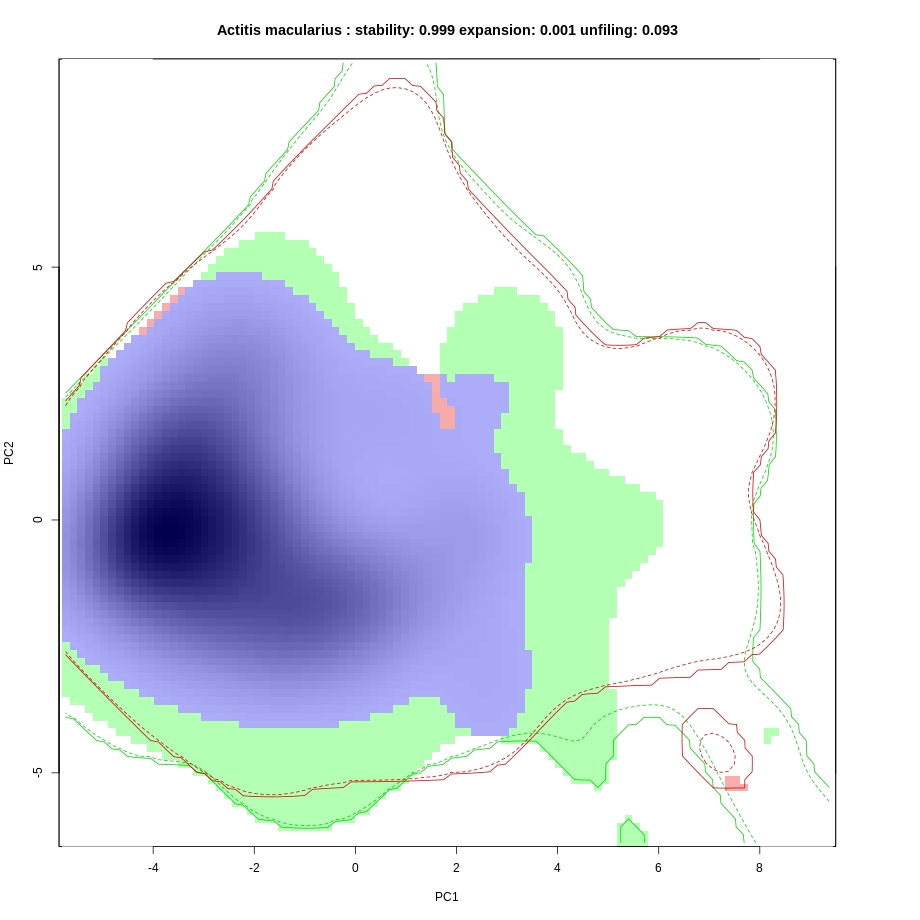 Actitis macularius : stability: 0.999 expansion: 0.001 unfiling: 0.093
5
0
-5
PC2
-4 -2 0 2 4 6 8
PC1